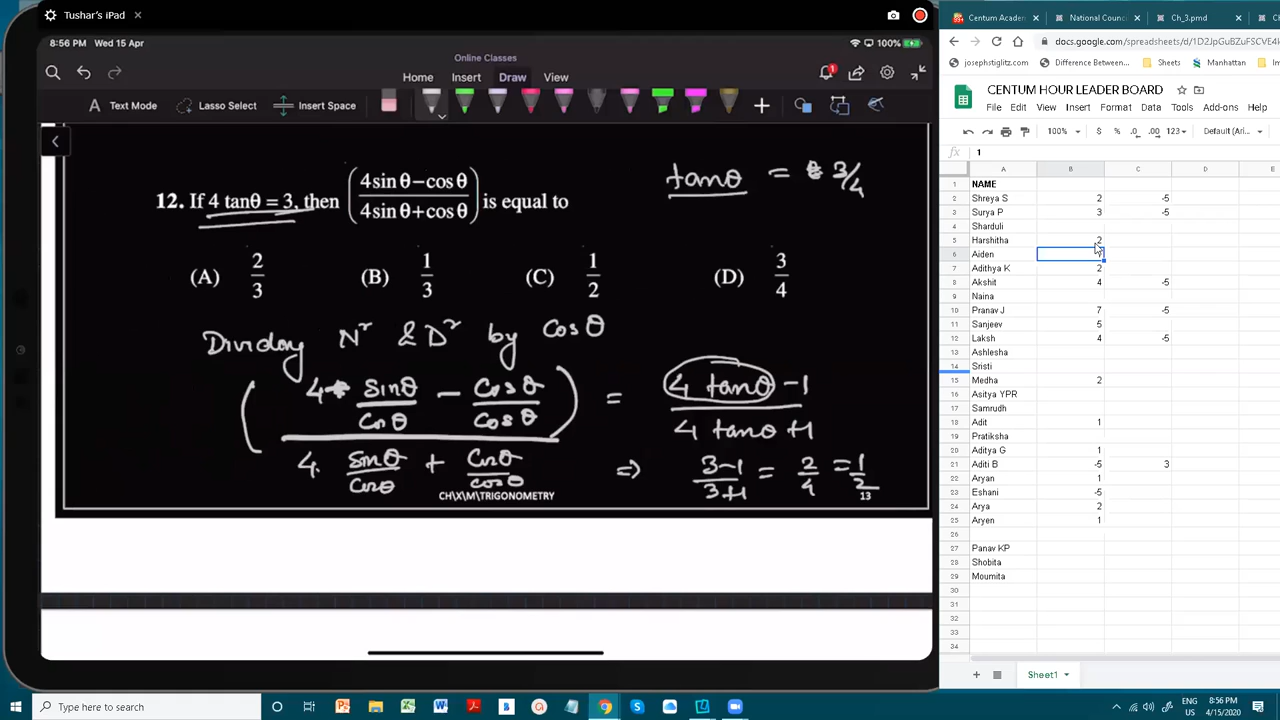 Tushar's iPad
8:56 PM Wed 15 Apr
100%
Online Classes
Home Insert Draw View
1
Text Mode Lasso Select Insert Space
12. If 4 tanθ = 3, then (4sin θ−cos θ / 4sin θ+cos θ) is equal to
tanθ = 3/4
(A) 2/3 (B) 1/3 (C) 1/2 (D) 3/4
Dividing Nʳ & Dʳ by Cosθ
(4 sinθ/Cosθ − Cosθ/Cosθ) / (4. Sinθ/Cosθ + Cosθ/Cosθ) = 4 tanθ −1 / 4 tanθ +1
⇒ 3−1/3+1 = 2/4 = 1/2
CH\X\M\TRIGONOMETRY
13
99+ Centum Acade National Counci Ch_3.pmd
docs.google.com/spreadsheets/d/1D2JpGuBZuFSCVE4
josephstiglitz.com Difference Between... Sheets Manhattan
CENTUM HOUR LEADER BOARD
File Edit View Insert Format Data Tools Add-ons Help
100% $ % .0 .00 123 Default (Ari...
fx 1
A B C D E
1 NAME
2 Shreya S 2 -5
3 Surya P 3 -5
4 Sharduli
5 Harshitha 2
6 Aiden
7 Adithya K 2
8 Akshit 4 -5
9 Naina
10 Pranav J 7 -5
11 Sanjeev 5
12 Laksh 4 -5
13 Ashlesha
14 Sristi
15 Medha 2
16 Asitya YPR
17 Samrudh
18 Adit 1
19 Pratiksha
20 Aditya G 1
21 Aditi B -5 3
22 Aryan 1
23 Eshani -5
24 Arya 2
25 Aryen 1
26
27 Panav KP
28 Shobita
29 Moumita
30
31
32
33
34
Sheet1
Type here to search
ENG
8:56 PM
4/15/2020